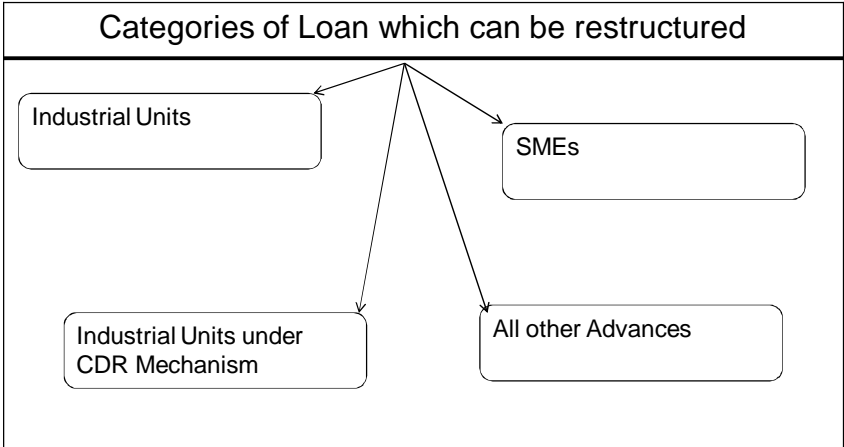 Categories of Loan which can be restructured
Industrial Units
SMEs
Industrial Units under
CDR Mechanism
All other Advances